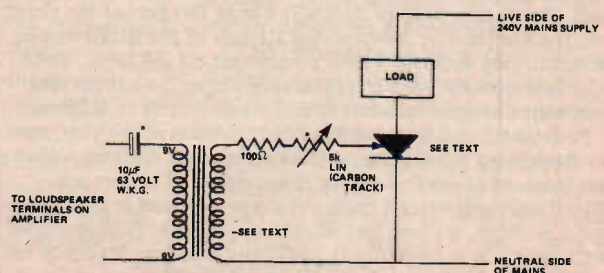 LIVE SIDE OF
240V MAINS SUPPLY
LOAD
SEE TEXT
9V
100Ω
5k
LIN
(CARBON
TRACK)
10µF
63 VOLT
W.K.G.
TO LOUDSPEAKER
TERMINALS ON
AMPLIFIER
-SEE TEXT
9V
NEUTRAL SIDE
OF MAINS